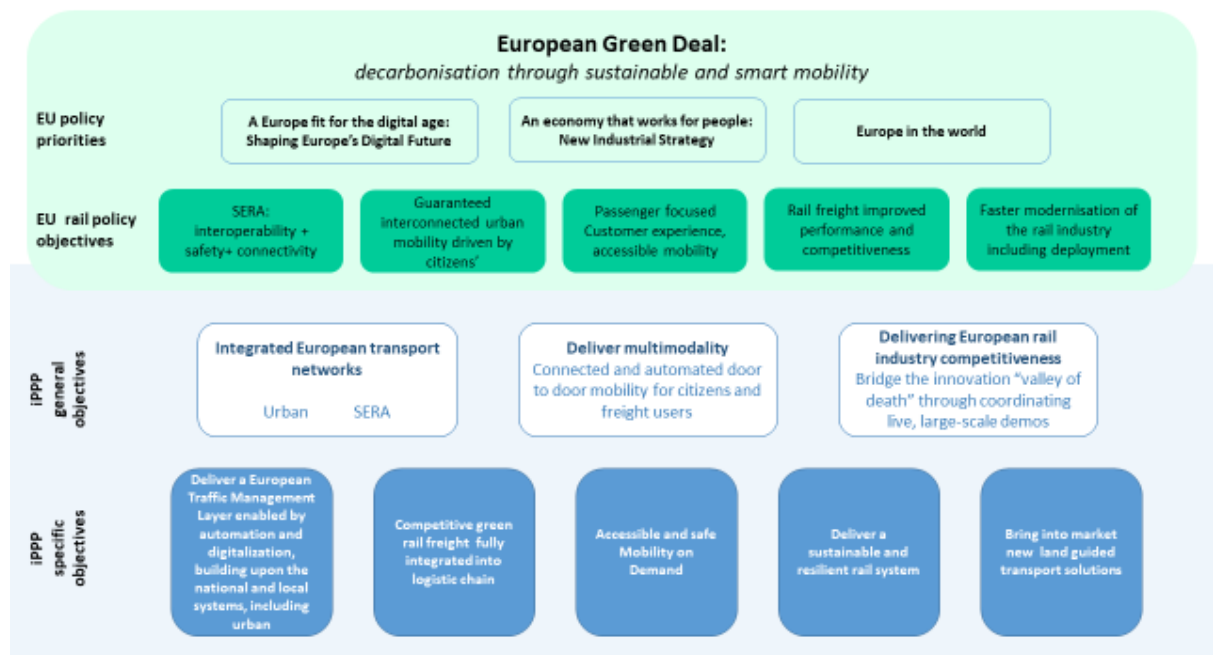 European Green Deal:
decarbonisation through sustainable and smart mobility
EU policy
priorities
A Europe fit for the digital age:
Shaping Europe's Digital Future
An economy that works for people:
New Industrial Strategy
Europe in the world
EU rail policy
objectives
SERA:
interoperability +
safety+ connectivity
Guaranteed
interconnected urban
mobility driven by
citizens'
Passenger focused
Customer experience,
accessible mobility
Rail freight improved
performance and
competitiveness
Faster modernisation of
the rail industry
including deployment
iPPP
general
objectives
Integrated European transport
networks
Urban SERA
Deliver multimodality
Connected and automated door
to door mobility for citizens and
freight users
Delivering European rail
industry competitiveness
Bridge the innovation "valley of
death" through coordinating
live, large-scale demos
iPPP
specific
objectives
Deliver a European
Traffic Management
Layer enabled by
automation and
digitalization,
building upon the
national and local
systems, including
urban
Competitive green
rail freight fully
integrated into
logistic chain
Accessible and safe
Mobility on
Demand
Deliver a
sustainable and
resilient rail system
Bring into market
new land guided
transport solutions